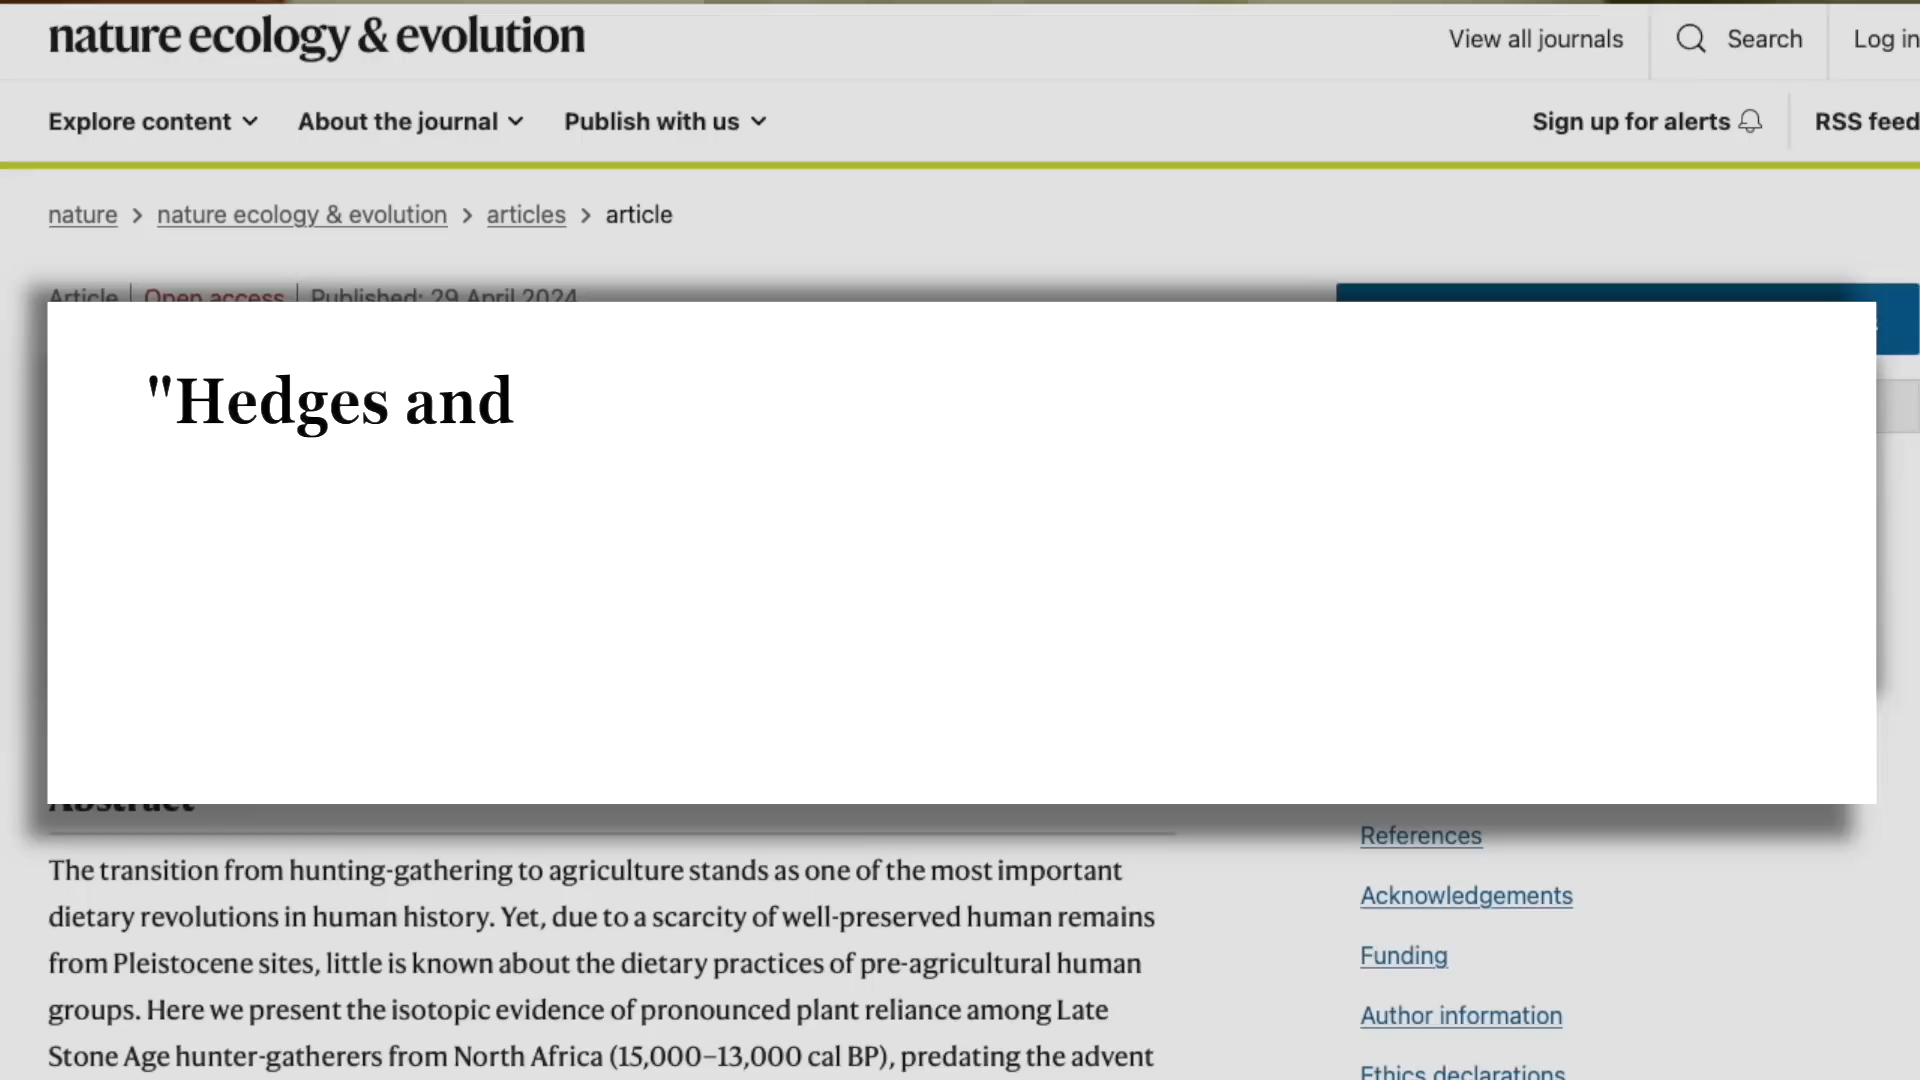 nature ecology & evolution
View all journals
Search
Log in
Explore content
About the journal
Publish with us
Sign up for alerts
RSS feed
nature > nature ecology & evolution > articles > article
Article | Open access | Published: 29 April 2024
"Hedges and
Abstract
The transition from hunting-gathering to agriculture stands as one of the most important
dietary revolutions in human history. Yet, due to a scarcity of well-preserved human remains
from Pleistocene sites, little is known about the dietary practices of pre-agricultural human
groups. Here we present the isotopic evidence of pronounced plant reliance among Late
Stone Age hunter-gatherers from North Africa (15,000–13,000 cal BP), predating the advent
References
Acknowledgements
Funding
Author information
Ethics declarations